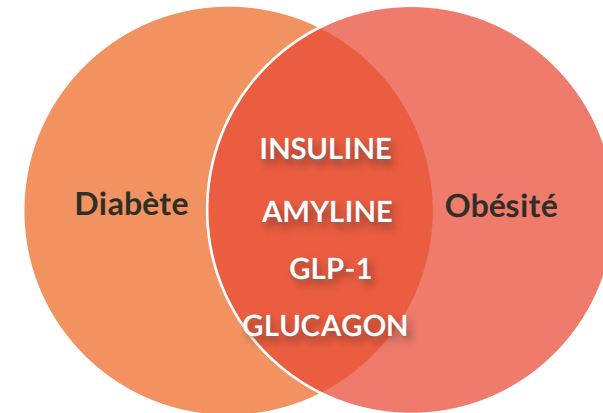 INSULINE
Diabète
AMYLINE
Obésité
GLP-1
GLUCAGON